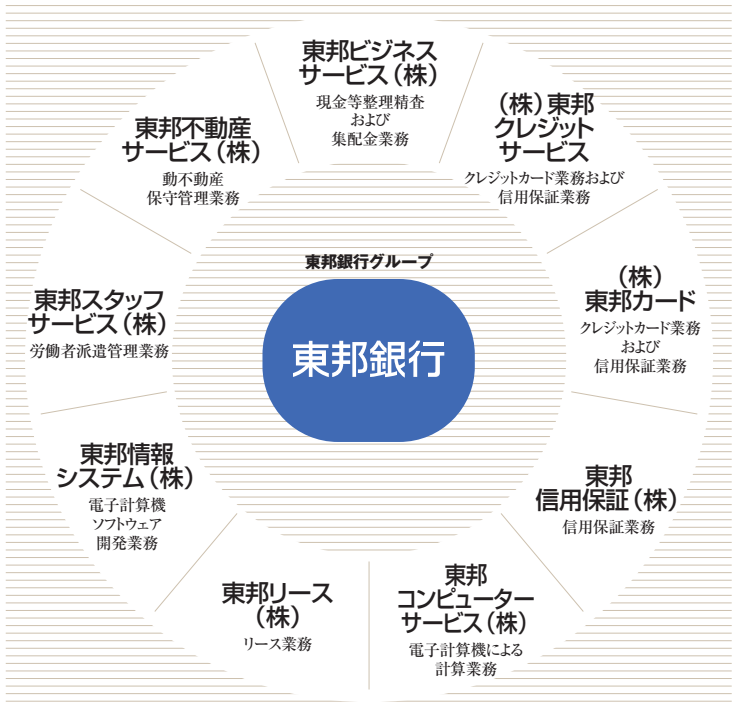 東邦ビジネス
サービス(株)
現金等整理精査
および
集配金業務
(株)東邦
クレジット
サービス
クレジットカード業務および
信用保証業務
(株)
東邦カード
クレジットカード業務
および
信用保証業務
東邦
信用保証(株)
信用保証業務
東邦
コンピューター
サービス(株)
電子計算機による
計算業務
東邦リース
(株)
リース業務
東邦情報
システム(株)
電子計算機
ソフトウェア
開発業務
東邦スタッフ
サービス(株)
労働者派遣管理業務
東邦不動産
サービス(株)
動不動産
保守管理業務
東邦銀行グループ
東邦銀行